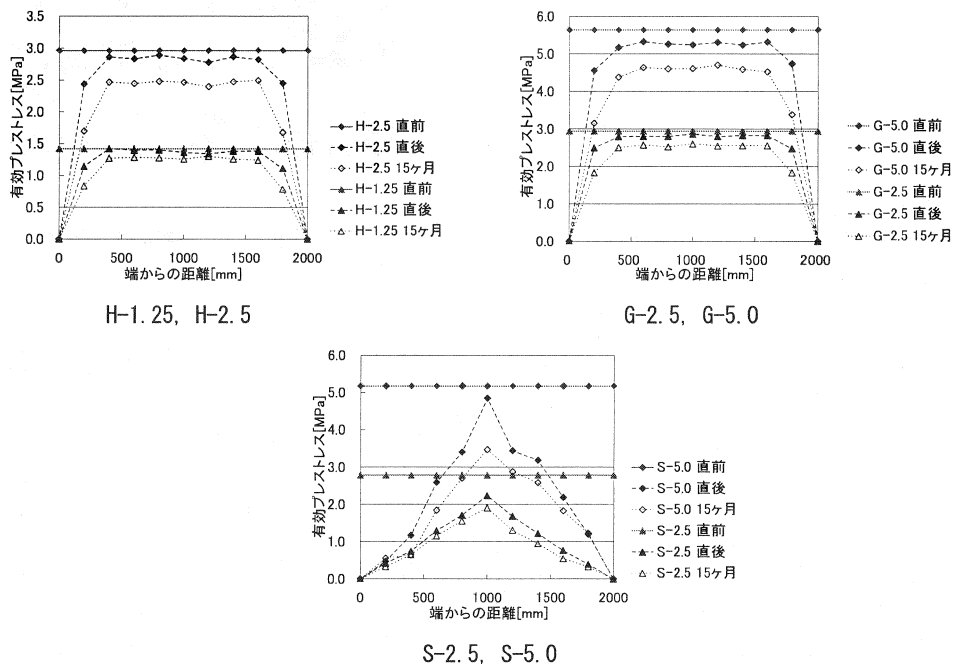 有効プレストレス[MPa]
3.5
3.0
2.5
2.0
1.5
1.0
0.5
0.0
0 500 1000 1500 2000
端からの距離[mm]
H-2.5 直前
H-2.5 直後
H-2.5 15ヶ月
H-1.25 直前
H-1.25 直後
H-1.25 15ヶ月
H-1.25, H-2.5
有効プレストレス[MPa]
6.0
5.0
4.0
3.0
2.0
1.0
0.0
0 500 1000 1500 2000
端からの距離[mm]
G-5.0 直前
G-5.0 直後
G-5.0 15ヶ月
G-2.5 直前
G-2.5 直後
G-2.5 15ヶ月
G-2.5, G-5.0
有効プレストレス[MPa]
6.0
5.0
4.0
3.0
2.0
1.0
0.0
0 500 1000 1500 2000
端からの距離[mm]
S-5.0 直前
S-5.0 直後
S-5.0 15ヶ月
S-2.5 直前
S-2.5 直後
S-2.5 15ヶ月
S-2.5, S-5.0